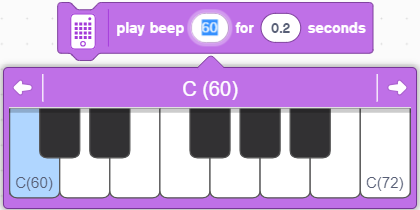 play beep 60 for 0.2 seconds
C (60)
C(60) C(72)